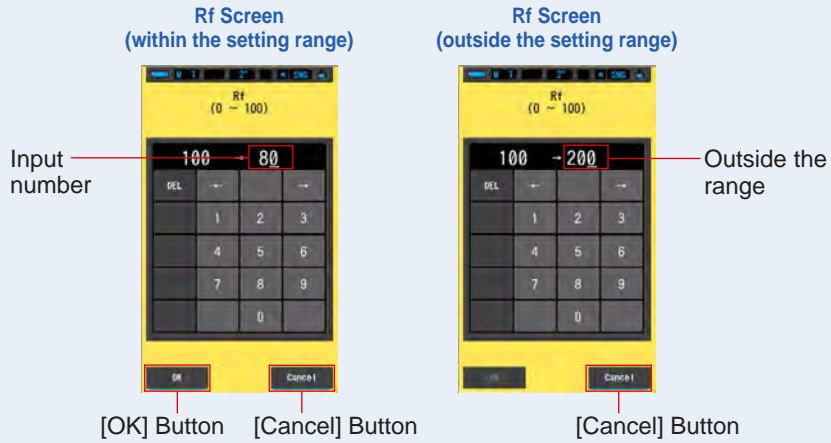 Rf Screen
(within the setting range)
Rf
(0 ~ 100)
100 → 80
DEL ← →
1 2 3
4 5 6
7 8 9
0
OK Cancel
Input
number
[OK] Button [Cancel] Button
Rf Screen
(outside the setting range)
Rf
(0 ~ 100)
100 → 200
DEL ← →
1 2 3
4 5 6
7 8 9
0
Cancel
Outside the
range
[Cancel] Button